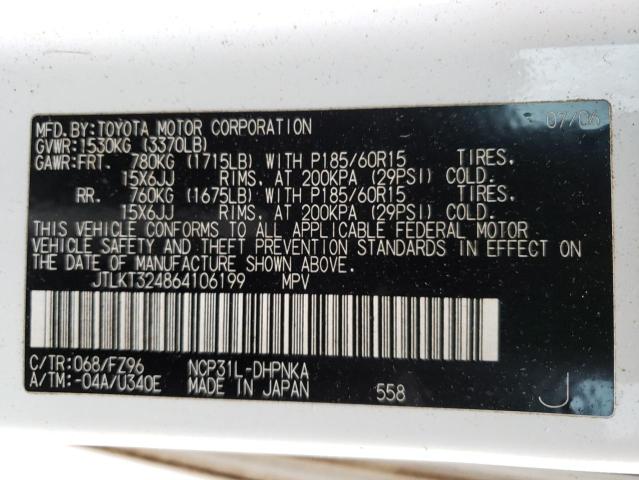 MFD.BY:TOYOTA MOTOR CORPORATION 07/06
GVWR:1530KG (3370LB)
GAWR:FRT. 780KG (1715LB) WITH P185/60R15 TIRES.
15X6JJ RIMS, AT 200KPA (29PSI) COLD.
RR. 760KG (1675LB) WITH P185/60R15 TIRES.
15X6JJ RIMS, AT 200KPA (29PSI) COLD.
THIS VEHICLE CONFORMS TO ALL APPLICABLE FEDERAL MOTOR
VEHICLE SAFETY AND THEFT PREVENTION STANDARDS IN EFFECT ON
THE DATE OF MANUFACTURE SHOWN ABOVE.
JTLKT324864106199 MPV
C/TR:068/FZ96 NCP31L-DHPNKA
A/TM:-04A/U340E MADE IN JAPAN 558 J